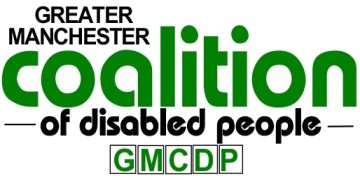 GREATER
MANCHESTER
coalition
of disabled people
GMCDP